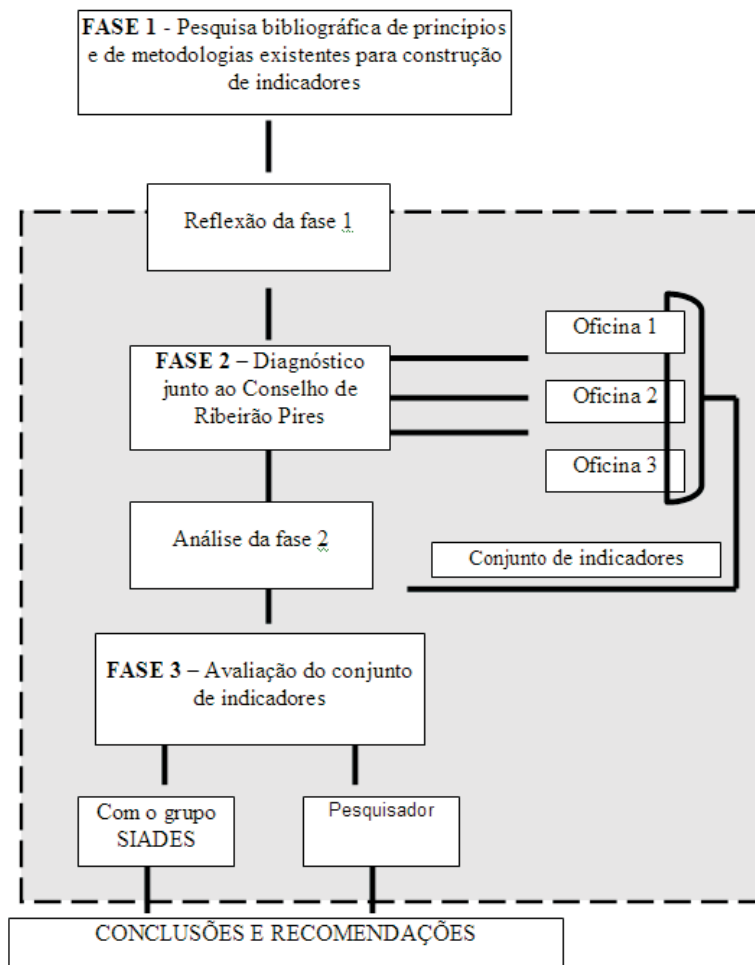 FASE 1 - Pesquisa bibliográfica de princípios
e de metodologias existentes para construção
de indicadores
Reflexão da fase 1
FASE 2 – Diagnóstico
junto ao Conselho de
Ribeirão Pires
Oficina 1
Oficina 2
Oficina 3
Análise da fase 2
Conjunto de indicadores
FASE 3 – Avaliação do conjunto
de indicadores
Com o grupo
SIADES
Pesquisador
CONCLUSÕES E RECOMENDAÇÕES